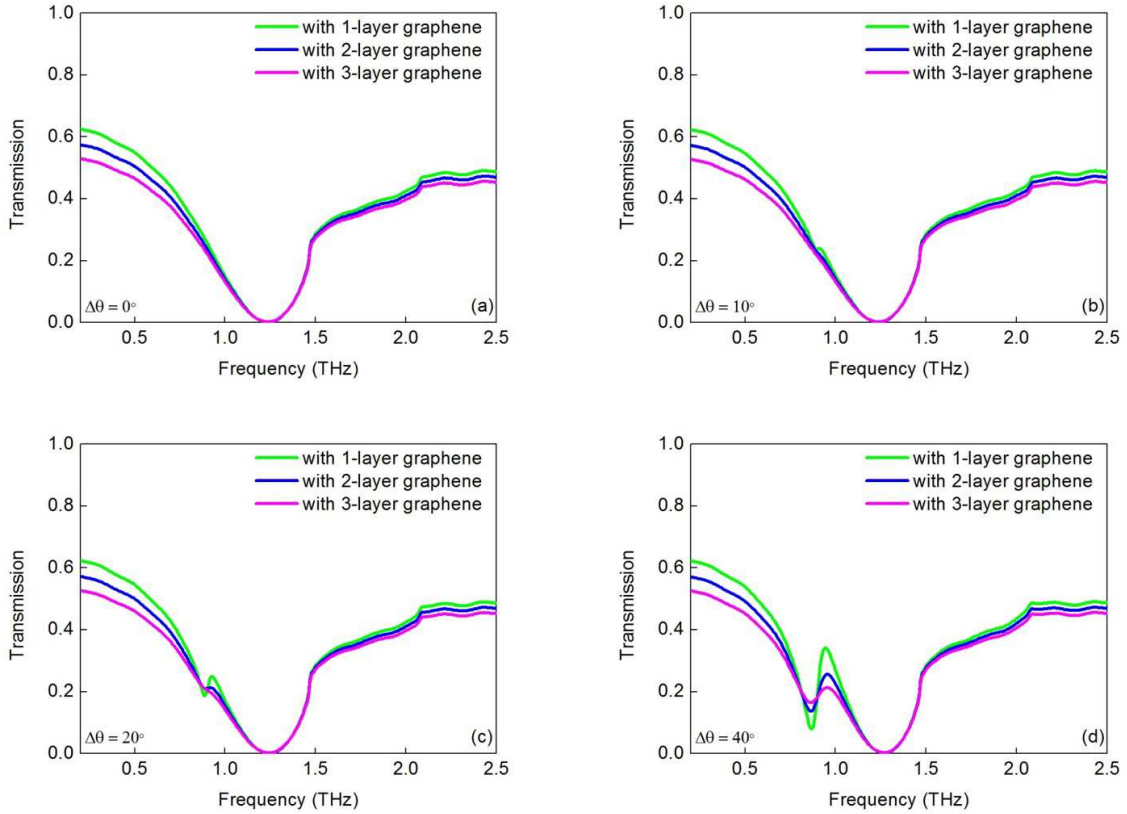 1.0
0.8
0.6
0.4
0.2
0.0
Transmission
with 1-layer graphene
with 2-layer graphene
with 3-layer graphene
Δθ = 0°
(a)
0.5 1.0 1.5 2.0 2.5
Frequency (THz)
1.0
0.8
0.6
0.4
0.2
0.0
Transmission
with 1-layer graphene
with 2-layer graphene
with 3-layer graphene
Δθ = 10°
(b)
0.5 1.0 1.5 2.0 2.5
Frequency (THz)
1.0
0.8
0.6
0.4
0.2
0.0
Transmission
with 1-layer graphene
with 2-layer graphene
with 3-layer graphene
Δθ = 20°
(c)
0.5 1.0 1.5 2.0 2.5
Frequency (THz)
1.0
0.8
0.6
0.4
0.2
0.0
Transmission
with 1-layer graphene
with 2-layer graphene
with 3-layer graphene
Δθ = 40°
(d)
0.5 1.0 1.5 2.0 2.5
Frequency (THz)